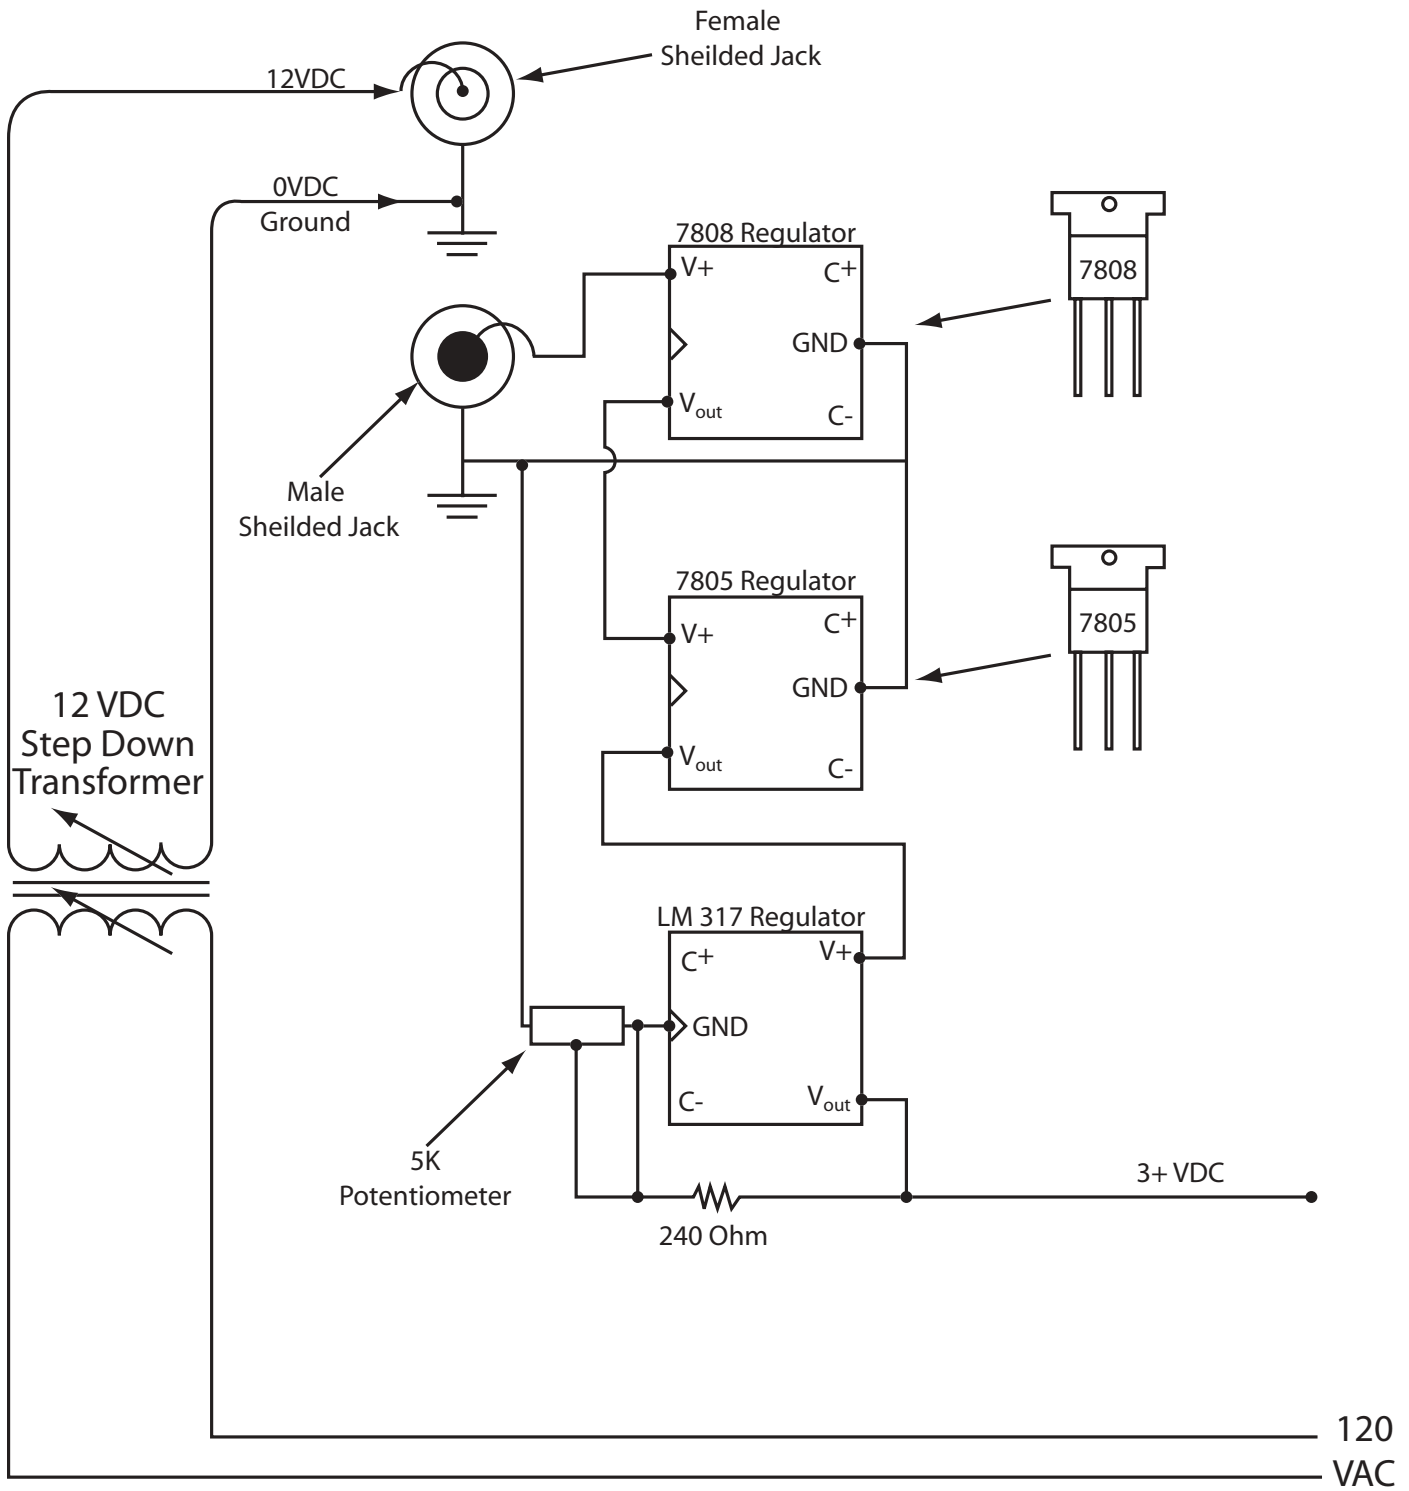 Female
Sheilded Jack
12VDC
0VDC
Ground
7808 Regulator
V+
C+
GND
Vout
C-
7808
Male
Sheilded Jack
7805 Regulator
V+
C+
GND
Vout
C-
7805
12 VDC
Step Down
Transformer
LM 317 Regulator
C+
V+
GND
C-
Vout
5K
Potentiometer
240 Ohm
3+ VDC
120
VAC